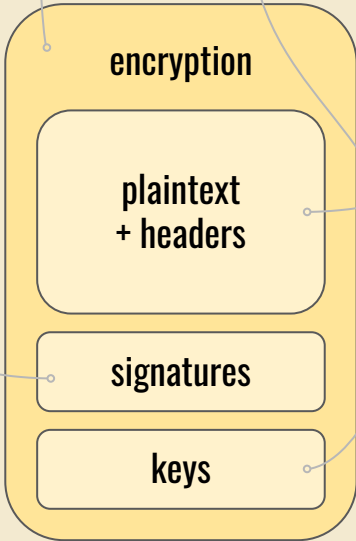 encryption
plaintext
+ headers
signatures
keys